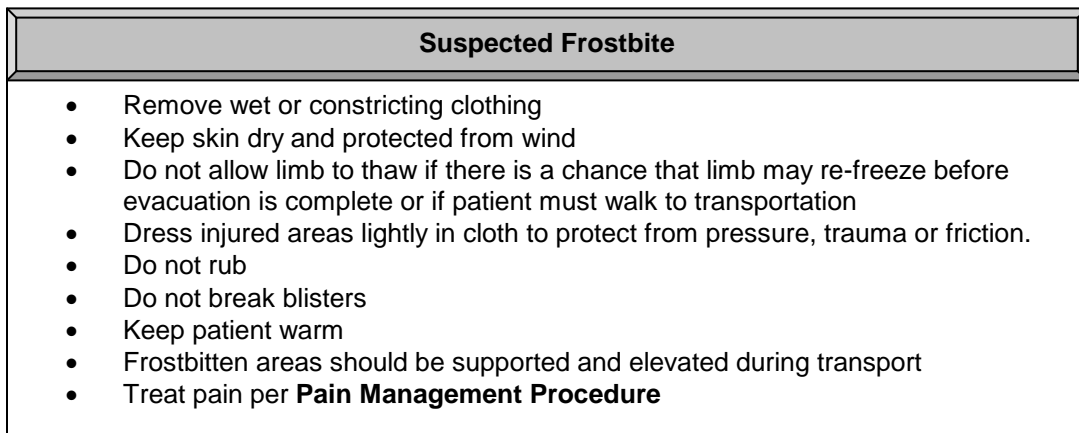 Suspected Frostbite
• Remove wet or constricting clothing
• Keep skin dry and protected from wind
• Do not allow limb to thaw if there is a chance that limb may re-freeze before
evacuation is complete or if patient must walk to transportation
• Dress injured areas lightly in cloth to protect from pressure, trauma or friction.
• Do not rub
• Do not break blisters
• Keep patient warm
• Frostbitten areas should be supported and elevated during transport
• Treat pain per Pain Management Procedure